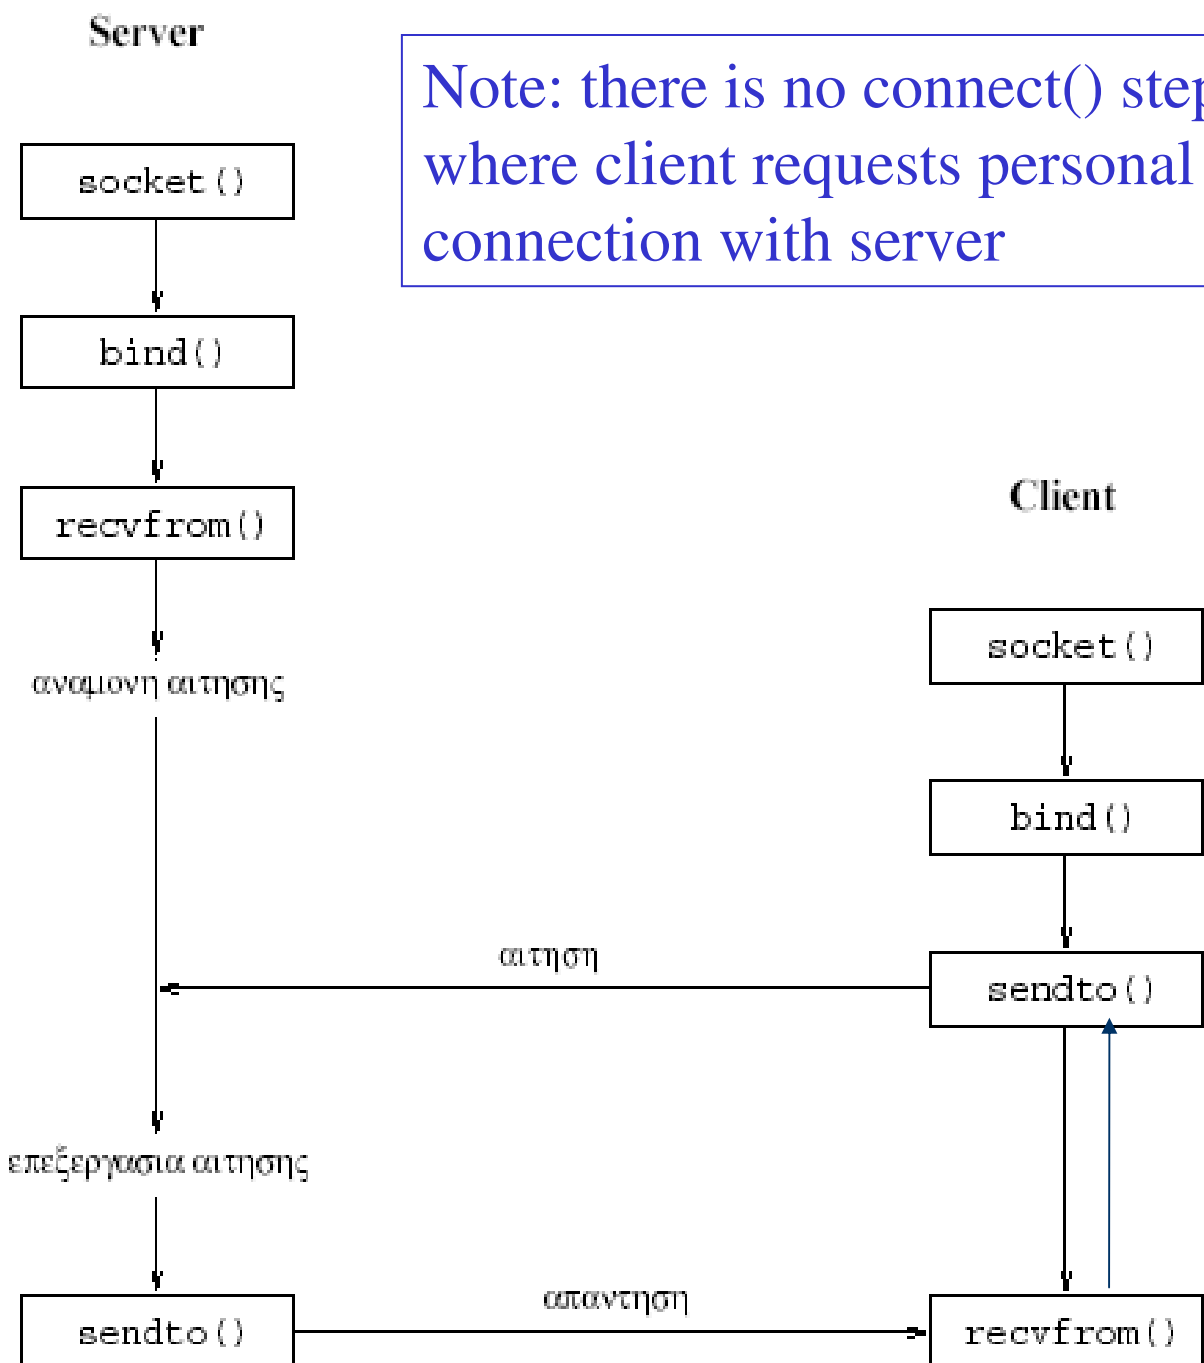 Server
Note: there is no connect() step
where client requests personal
connection with server
socket()
bind()
recvfrom()
Client
αναμονη αιτησης
socket()
bind()
αιτηση
sendto()
επεξεργασια αιτησης
απαντηση
sendto()
recvfrom()